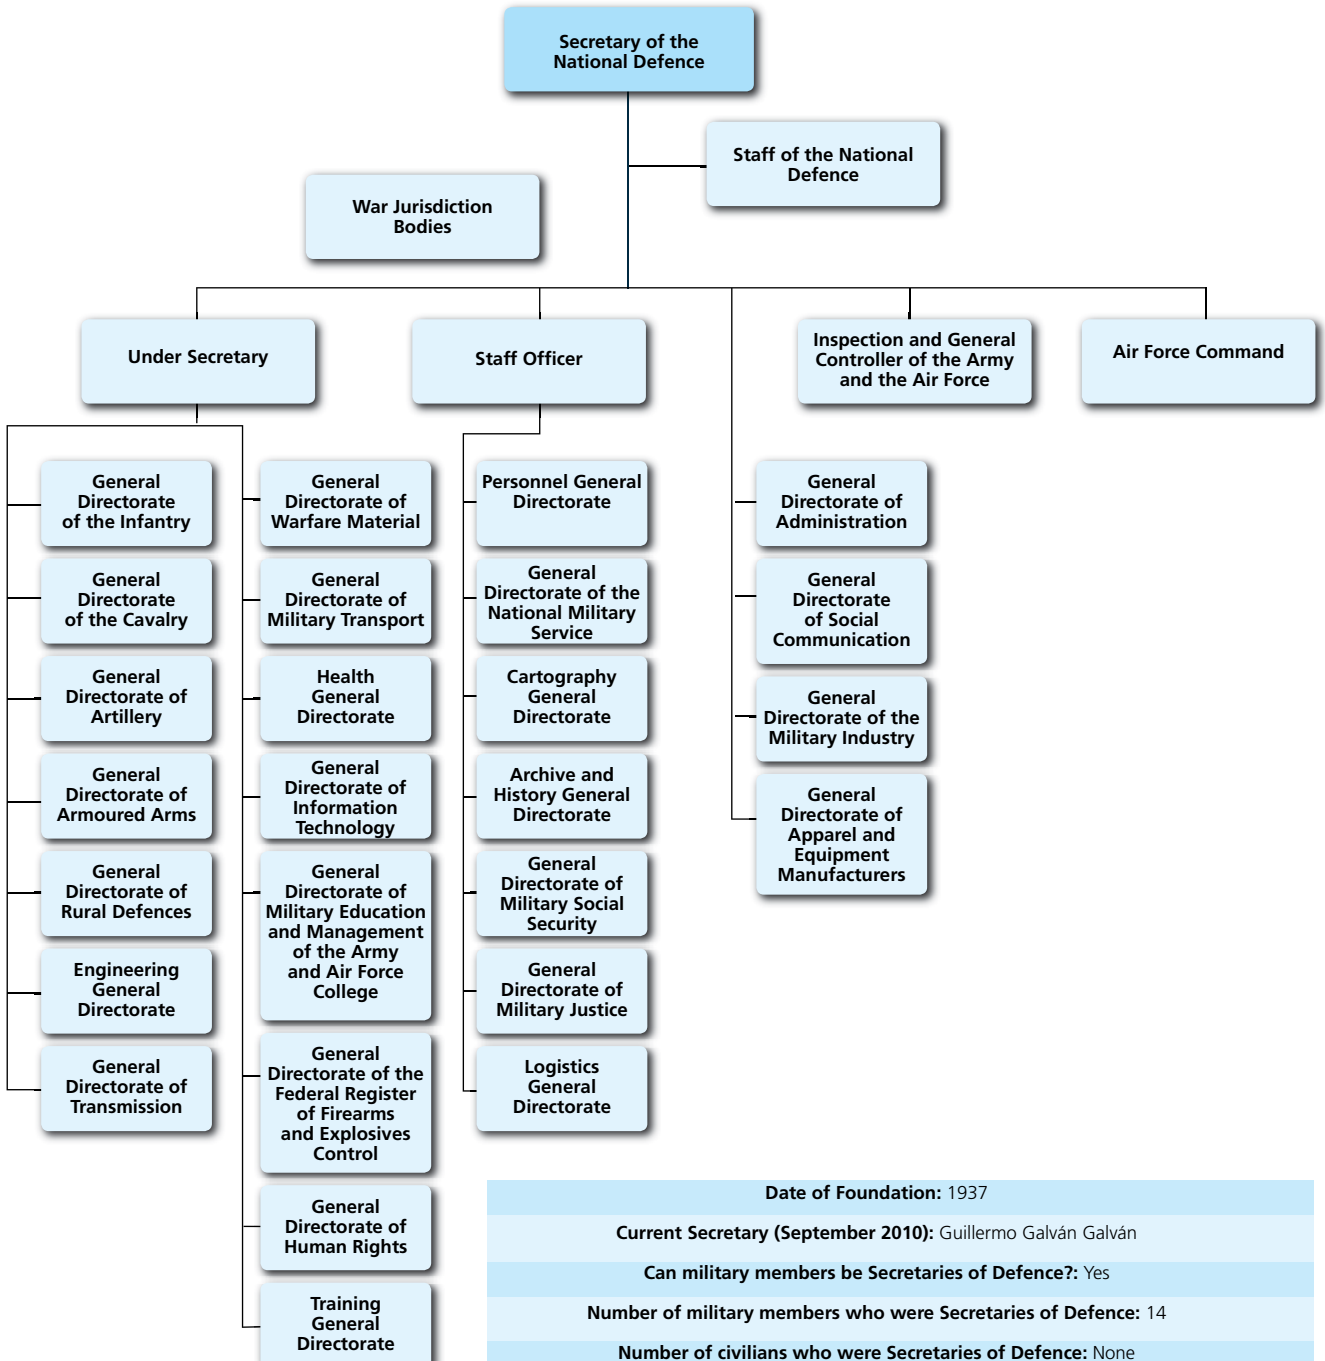 Secretary of the
National Defence
Staff of the National
Defence
War Jurisdiction
Bodies
Under Secretary
Staff Officer
Inspection and General
Controller of the Army
and the Air Force
Air Force Command
General
Directorate
of the Infantry
General
Directorate
of the Cavalry
General
Directorate of
Artillery
General
Directorate of
Armoured Arms
General
Directorate of
Rural Defences
Engineering
General
Directorate
General
Directorate of
Transmission
General
Directorate of
Warfare Material
General
Directorate of
Military Transport
Health
General
Directorate
General
Directorate of
Information
Technology
General
Directorate of
Military Education
and Management
of the Army
and Air Force
College
General
Directorate of the
Federal Register
of Firearms
and Explosives
Control
General
Directorate of
Human Rights
Training
General
Directorate
Personnel General
Directorate
General
Directorate of the
National Military
Service
Cartography
General
Directorate
Archive and
History General
Directorate
General
Directorate of
Military Social
Security
General
Directorate of
Military Justice
Logistics
General
Directorate
General
Directorate of
Administration
General
Directorate
of Social
Communication
General
Directorate of the
Military Industry
General
Directorate of
Apparel and
Equipment
Manufacturers
Date of Foundation: 1937
Current Secretary (September 2010): Guillermo Galván Galván
Can military members be Secretaries of Defence?: Yes
Number of military members who were Secretaries of Defence: 14
Number of civilians who were Secretaries of Defence: None